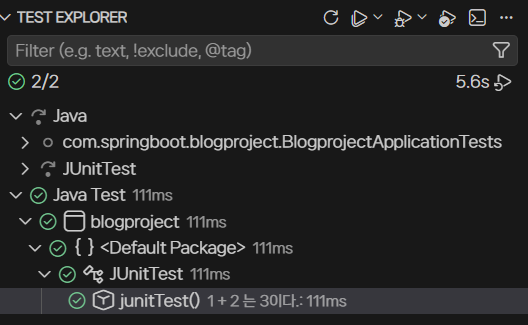 TEST EXPLORER
Filter (e.g. text, !exclude, @tag)
2/2 5.6s
Java
com.springboot.blogproject.BlogprojectApplicationTests
JUnitTest
Java Test 111ms
blogproject 111ms
{ } <Default Package> 111ms
JUnitTest 111ms
junitTest() 1 + 2 는 3이다.: 111ms